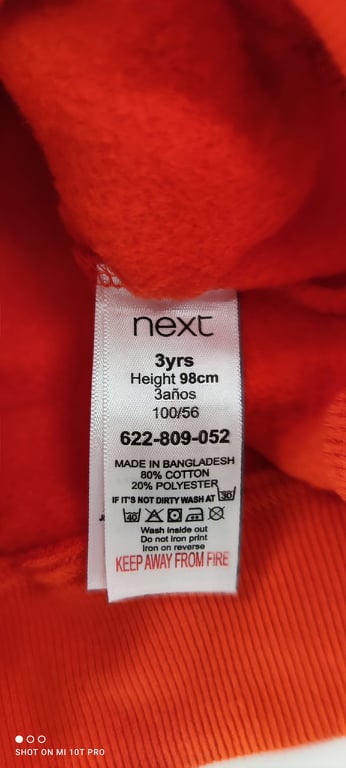 next
3yrs
Height 98cm
3años
100/56
622-809-052
MADE IN BANGLADESH
80% COTTON
20% POLYESTER
IF IT'S NOT DIRTY WASH AT 30
40
Wash inside out
Do not iron print
Iron on reverse
KEEP AWAY FROM FIRE
SHOT ON MI 10T PRO